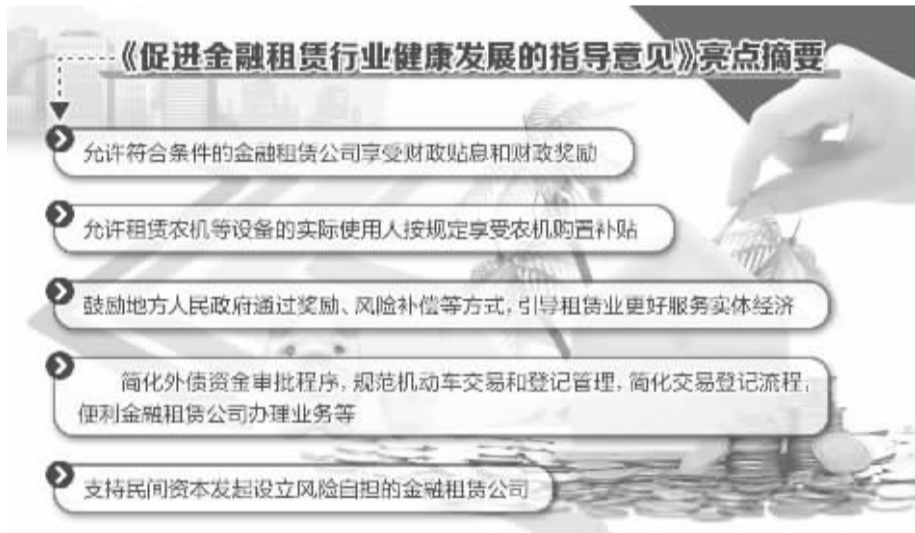 《促进金融租赁行业健康发展的指导意见》亮点摘要
允许符合条件的金融租赁公司享受财政贴息和财政奖励
允许租赁农机等设备的实际使用人按规定享受农机购置补贴
鼓励地方人民政府通过奖励、风险补偿等方式,引导租赁业更好服务实体经济
简化外债资金审批程序,规范机动车交易和登记管理,简化交易登记流程,
便利金融租赁公司办理业务等
支持民间资本发起设立风险自担的金融租赁公司